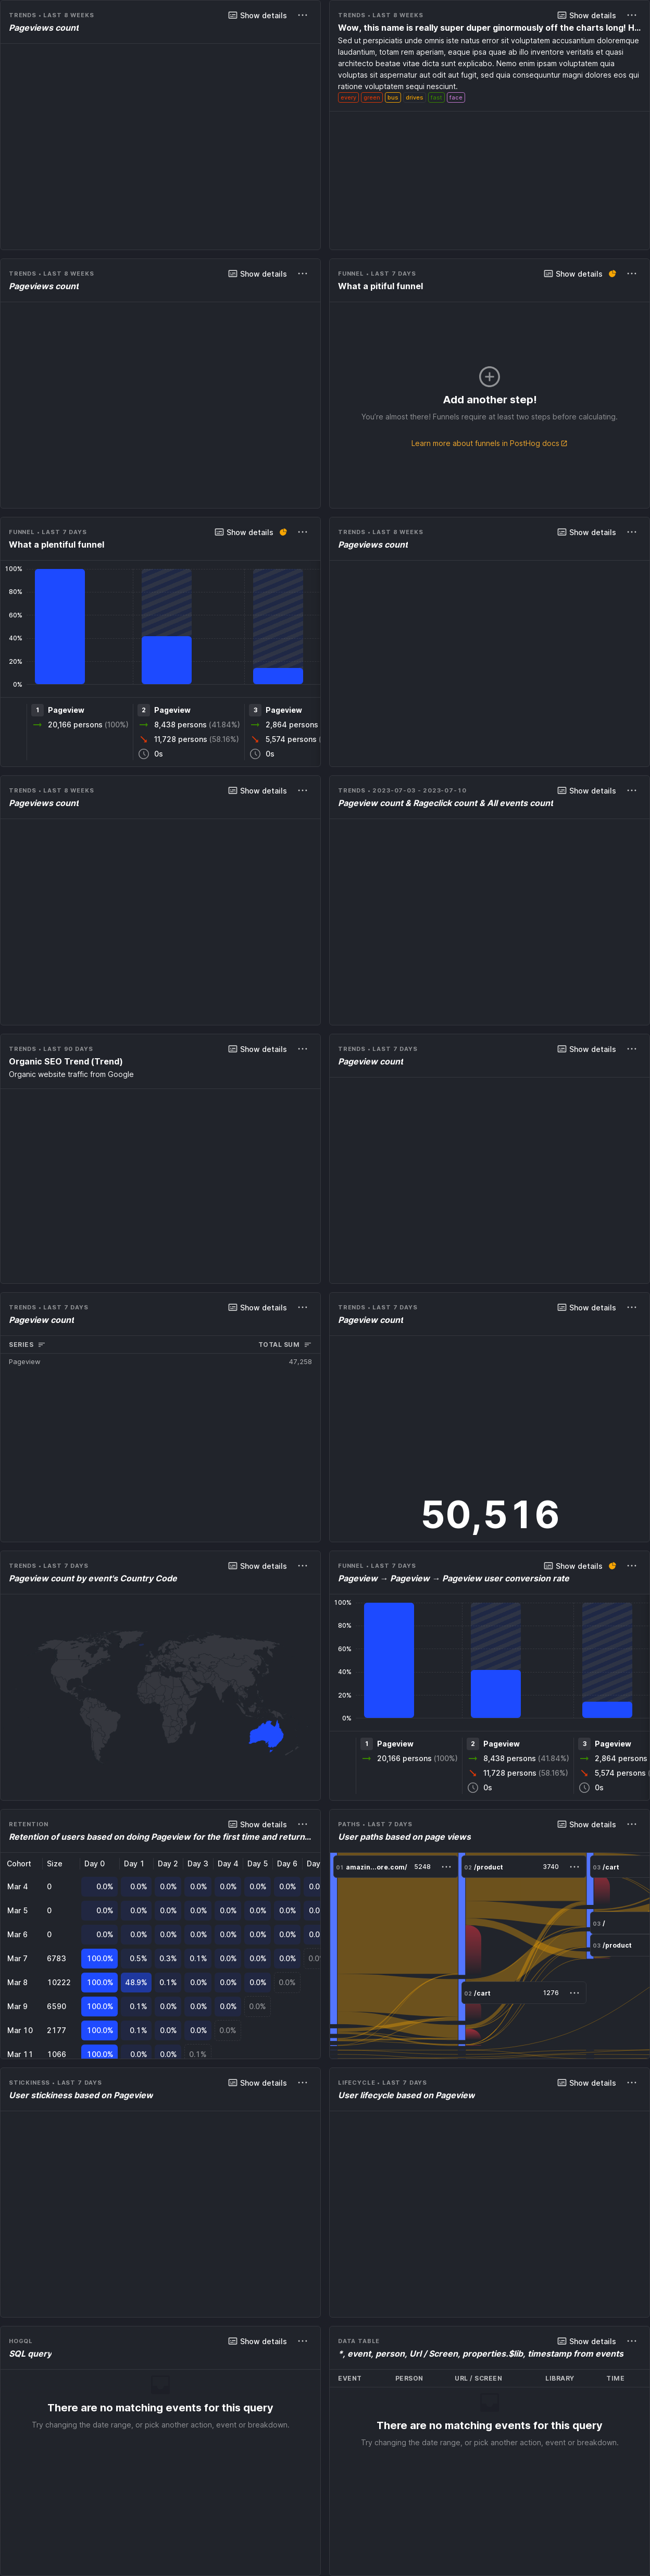 TRENDS • LAST 8 WEEKS
Show details
Pageviews count
TRENDS • LAST 8 WEEKS
Show details
Wow, this name is really super duper ginormously off the charts long! H...
Sed ut perspiciatis unde omnis iste natus error sit voluptatem accusantium doloremque
laudantium, totam rem aperiam, eaque ipsa quae ab illo inventore veritatis et quasi
architecto beatae vitae dicta sunt explicabo. Nemo enim ipsam voluptatem quia
voluptas sit aspernatur aut odit aut fugit, sed quia consequuntur magni dolores eos qui
ratione voluptatem sequi nesciunt.
every green bus drives fast face
TRENDS • LAST 8 WEEKS
Show details
Pageviews count
FUNNEL • LAST 7 DAYS
Show details
What a pitiful funnel
Add another step!
You're almost there! Funnels require at least two steps before calculating.
Learn more about funnels in PostHog docs
FUNNEL • LAST 7 DAYS
Show details
What a plentiful funnel
100%
80%
60%
40%
20%
0%
1 Pageview 2 Pageview 3 Pageview
20,166 persons (100%) 8,438 persons (41.84%) 2,864 persons
11,728 persons (58.16%) 5,574 persons
0s 0s
TRENDS • LAST 8 WEEKS
Show details
Pageviews count
TRENDS • LAST 8 WEEKS
Show details
Pageviews count
TRENDS • 2023-07-03 - 2023-07-10
Show details
Pageview count & Rageclick count & All events count
TRENDS • LAST 90 DAYS
Show details
Organic SEO Trend (Trend)
Organic website traffic from Google
TRENDS • LAST 7 DAYS
Show details
Pageview count
TRENDS • LAST 7 DAYS
Show details
Pageview count
SERIES TOTAL SUM
Pageview 47,258
TRENDS • LAST 7 DAYS
Show details
Pageview count
50,516
TRENDS • LAST 7 DAYS
Show details
Pageview count by event's Country Code
FUNNEL • LAST 7 DAYS
Show details
Pageview → Pageview → Pageview user conversion rate
100%
80%
60%
40%
20%
0%
1 Pageview 2 Pageview 3 Pageview
20,166 persons (100%) 8,438 persons (41.84%) 2,864 persons
11,728 persons (58.16%) 5,574 persons
0s 0s
RETENTION
Show details
Retention of users based on doing Pageview for the first time and return...
Cohort Size Day 0 Day 1 Day 2 Day 3 Day 4 Day 5 Day 6 Day
Mar 4 0 0.0% 0.0% 0.0% 0.0% 0.0% 0.0% 0.0% 0.0
Mar 5 0 0.0% 0.0% 0.0% 0.0% 0.0% 0.0% 0.0% 0.0
Mar 6 0 0.0% 0.0% 0.0% 0.0% 0.0% 0.0% 0.0% 0.0
Mar 7 6783 100.0% 0.5% 0.3% 0.1% 0.0% 0.0% 0.0% 0.0
Mar 8 10222 100.0% 48.9% 0.1% 0.0% 0.0% 0.0% 0.0%
Mar 9 6590 100.0% 0.1% 0.0% 0.0% 0.0% 0.0%
Mar 10 2177 100.0% 0.1% 0.0% 0.0% 0.0%
Mar 11 1066 100.0% 0.0% 0.0% 0.1%
PATHS • LAST 7 DAYS
Show details
User paths based on page views
01 amazin...ore.com/ 5248
02 /product 3740
03 /cart
03 /
03 /product
02 /cart 1276
STICKINESS • LAST 7 DAYS
Show details
User stickiness based on Pageview
LIFECYCLE • LAST 7 DAYS
Show details
User lifecycle based on Pageview
HOGQL
Show details
SQL query
There are no matching events for this query
Try changing the date range, or pick another action, event or breakdown.
DATA TABLE
Show details
*, event, person, Url / Screen, properties.$lib, timestamp from events
EVENT PERSON URL / SCREEN LIBRARY TIME
There are no matching events for this query
Try changing the date range, or pick another action, event or breakdown.